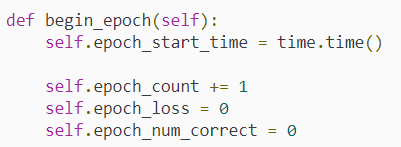 def begin_epoch(self):
    self.epoch_start_time = time.time()
    self.epoch_count += 1
    self.epoch_loss = 0
    self.epoch_num_correct = 0